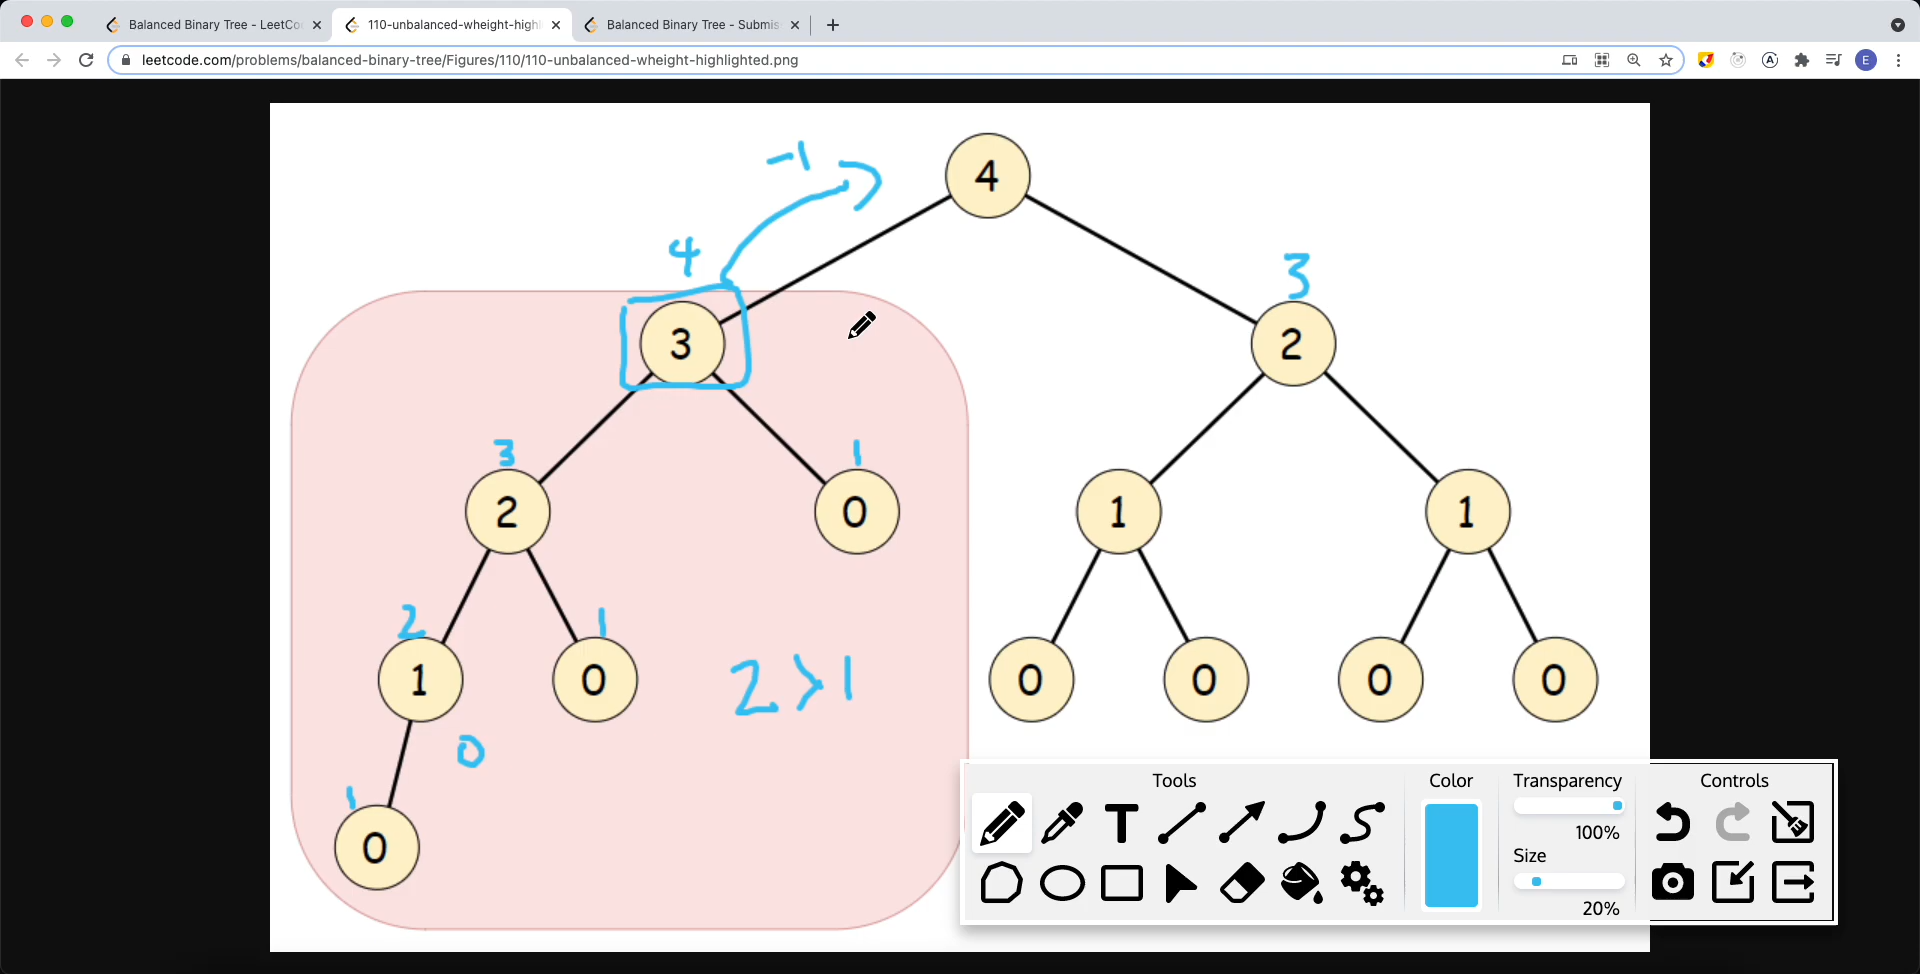 Balanced Binary Tree - LeetCo
110-unbalanced-wheight-highl
Balanced Binary Tree - Submis
leetcode.com/problems/balanced-binary-tree/Figures/110/110-unbalanced-wheight-highlighted.png
A
E
-1
4
4
3
3
2
3
1
2
0
1
1
2
1
1
0
2>1
0
0
0
0
0
1
0
Tools
Color
Transparency
Controls
T
100%
Size
20%